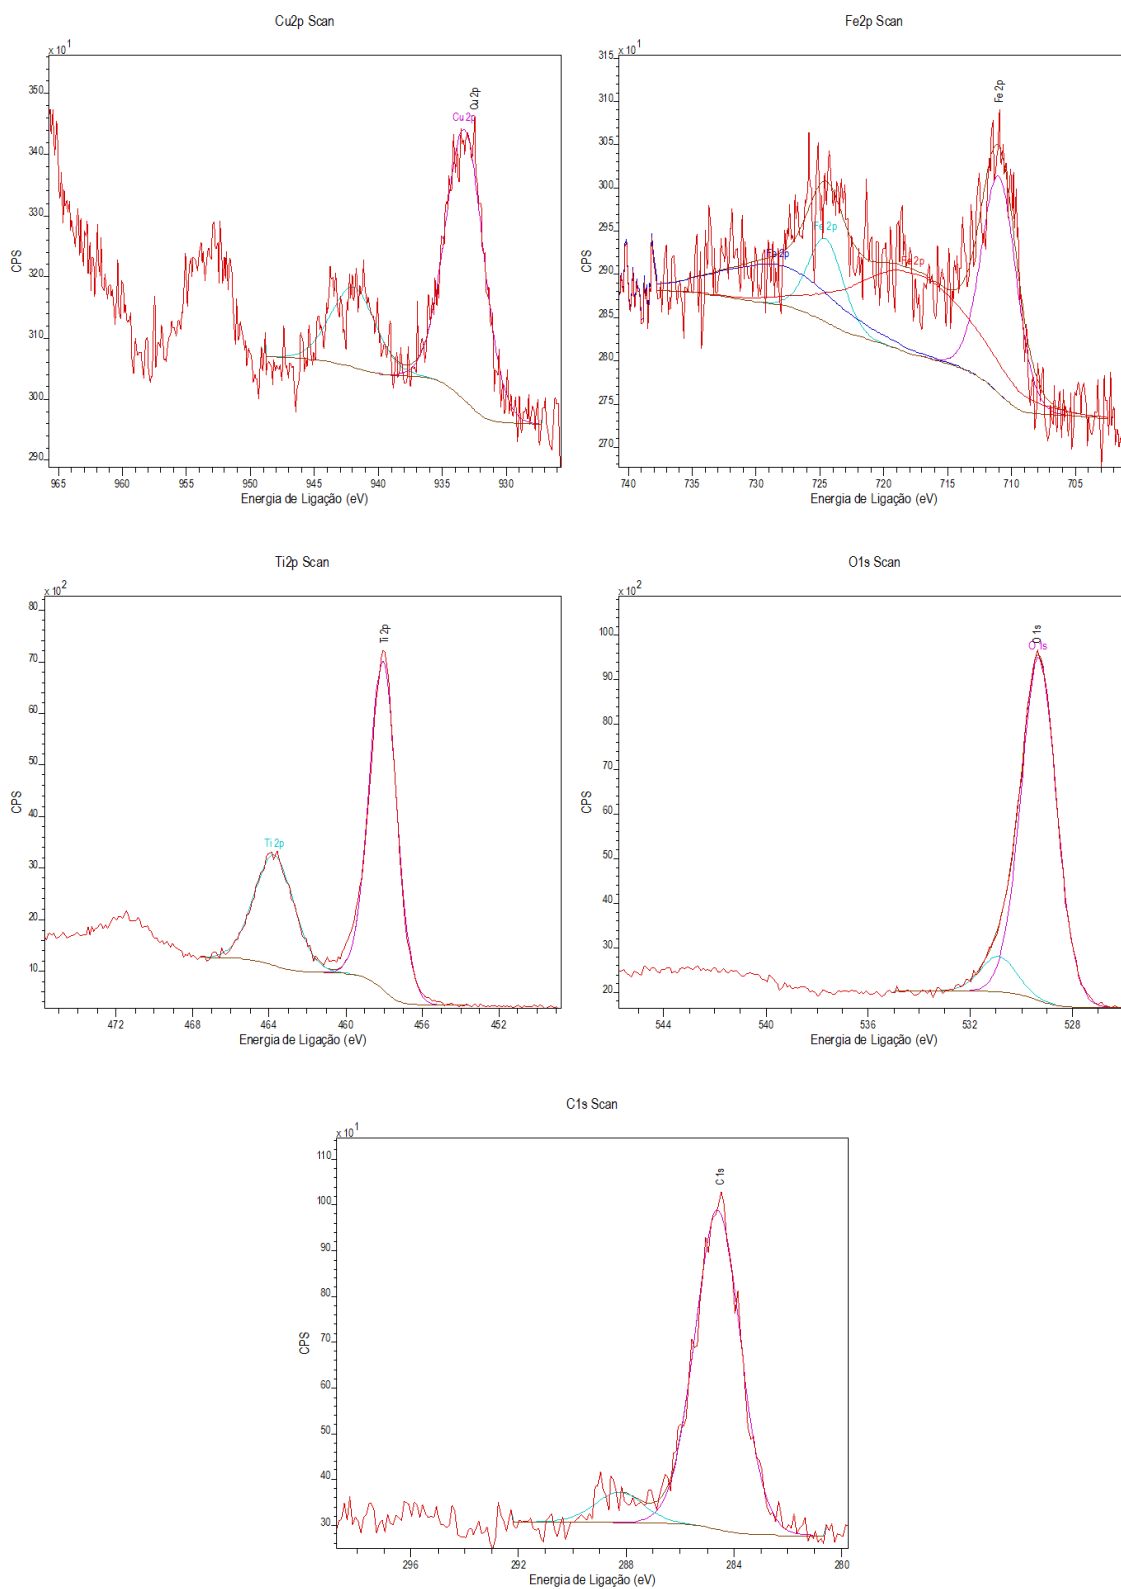 Cu2p Scan
x 10^1
350
340
330
320
310
300
290
CPS
Cu 2p
Cu 2p
965 960 955 950 945 940 935 930
Energia de Ligação (eV)
Fe2p Scan
x 10^1
315
310
305
300
295
290
285
280
275
270
CPS
Fe 2p
Fe 2p
Fe 2p
Fe 2p
740 735 730 725 720 715 710 705
Energia de Ligação (eV)
Ti2p Scan
x 10^2
80
70
60
50
40
30
20
10
CPS
Ti 2p
Ti 2p
472 468 464 460 456 452
Energia de Ligação (eV)
O1s Scan
x 10^2
100
90
80
70
60
50
40
30
20
CPS
O 1s
O 1s
544 540 536 532 528
Energia de Ligação (eV)
C1s Scan
x 10^1
110
100
90
80
70
60
50
40
30
CPS
C 1s
296 292 288 284 280
Energia de Ligação (eV)